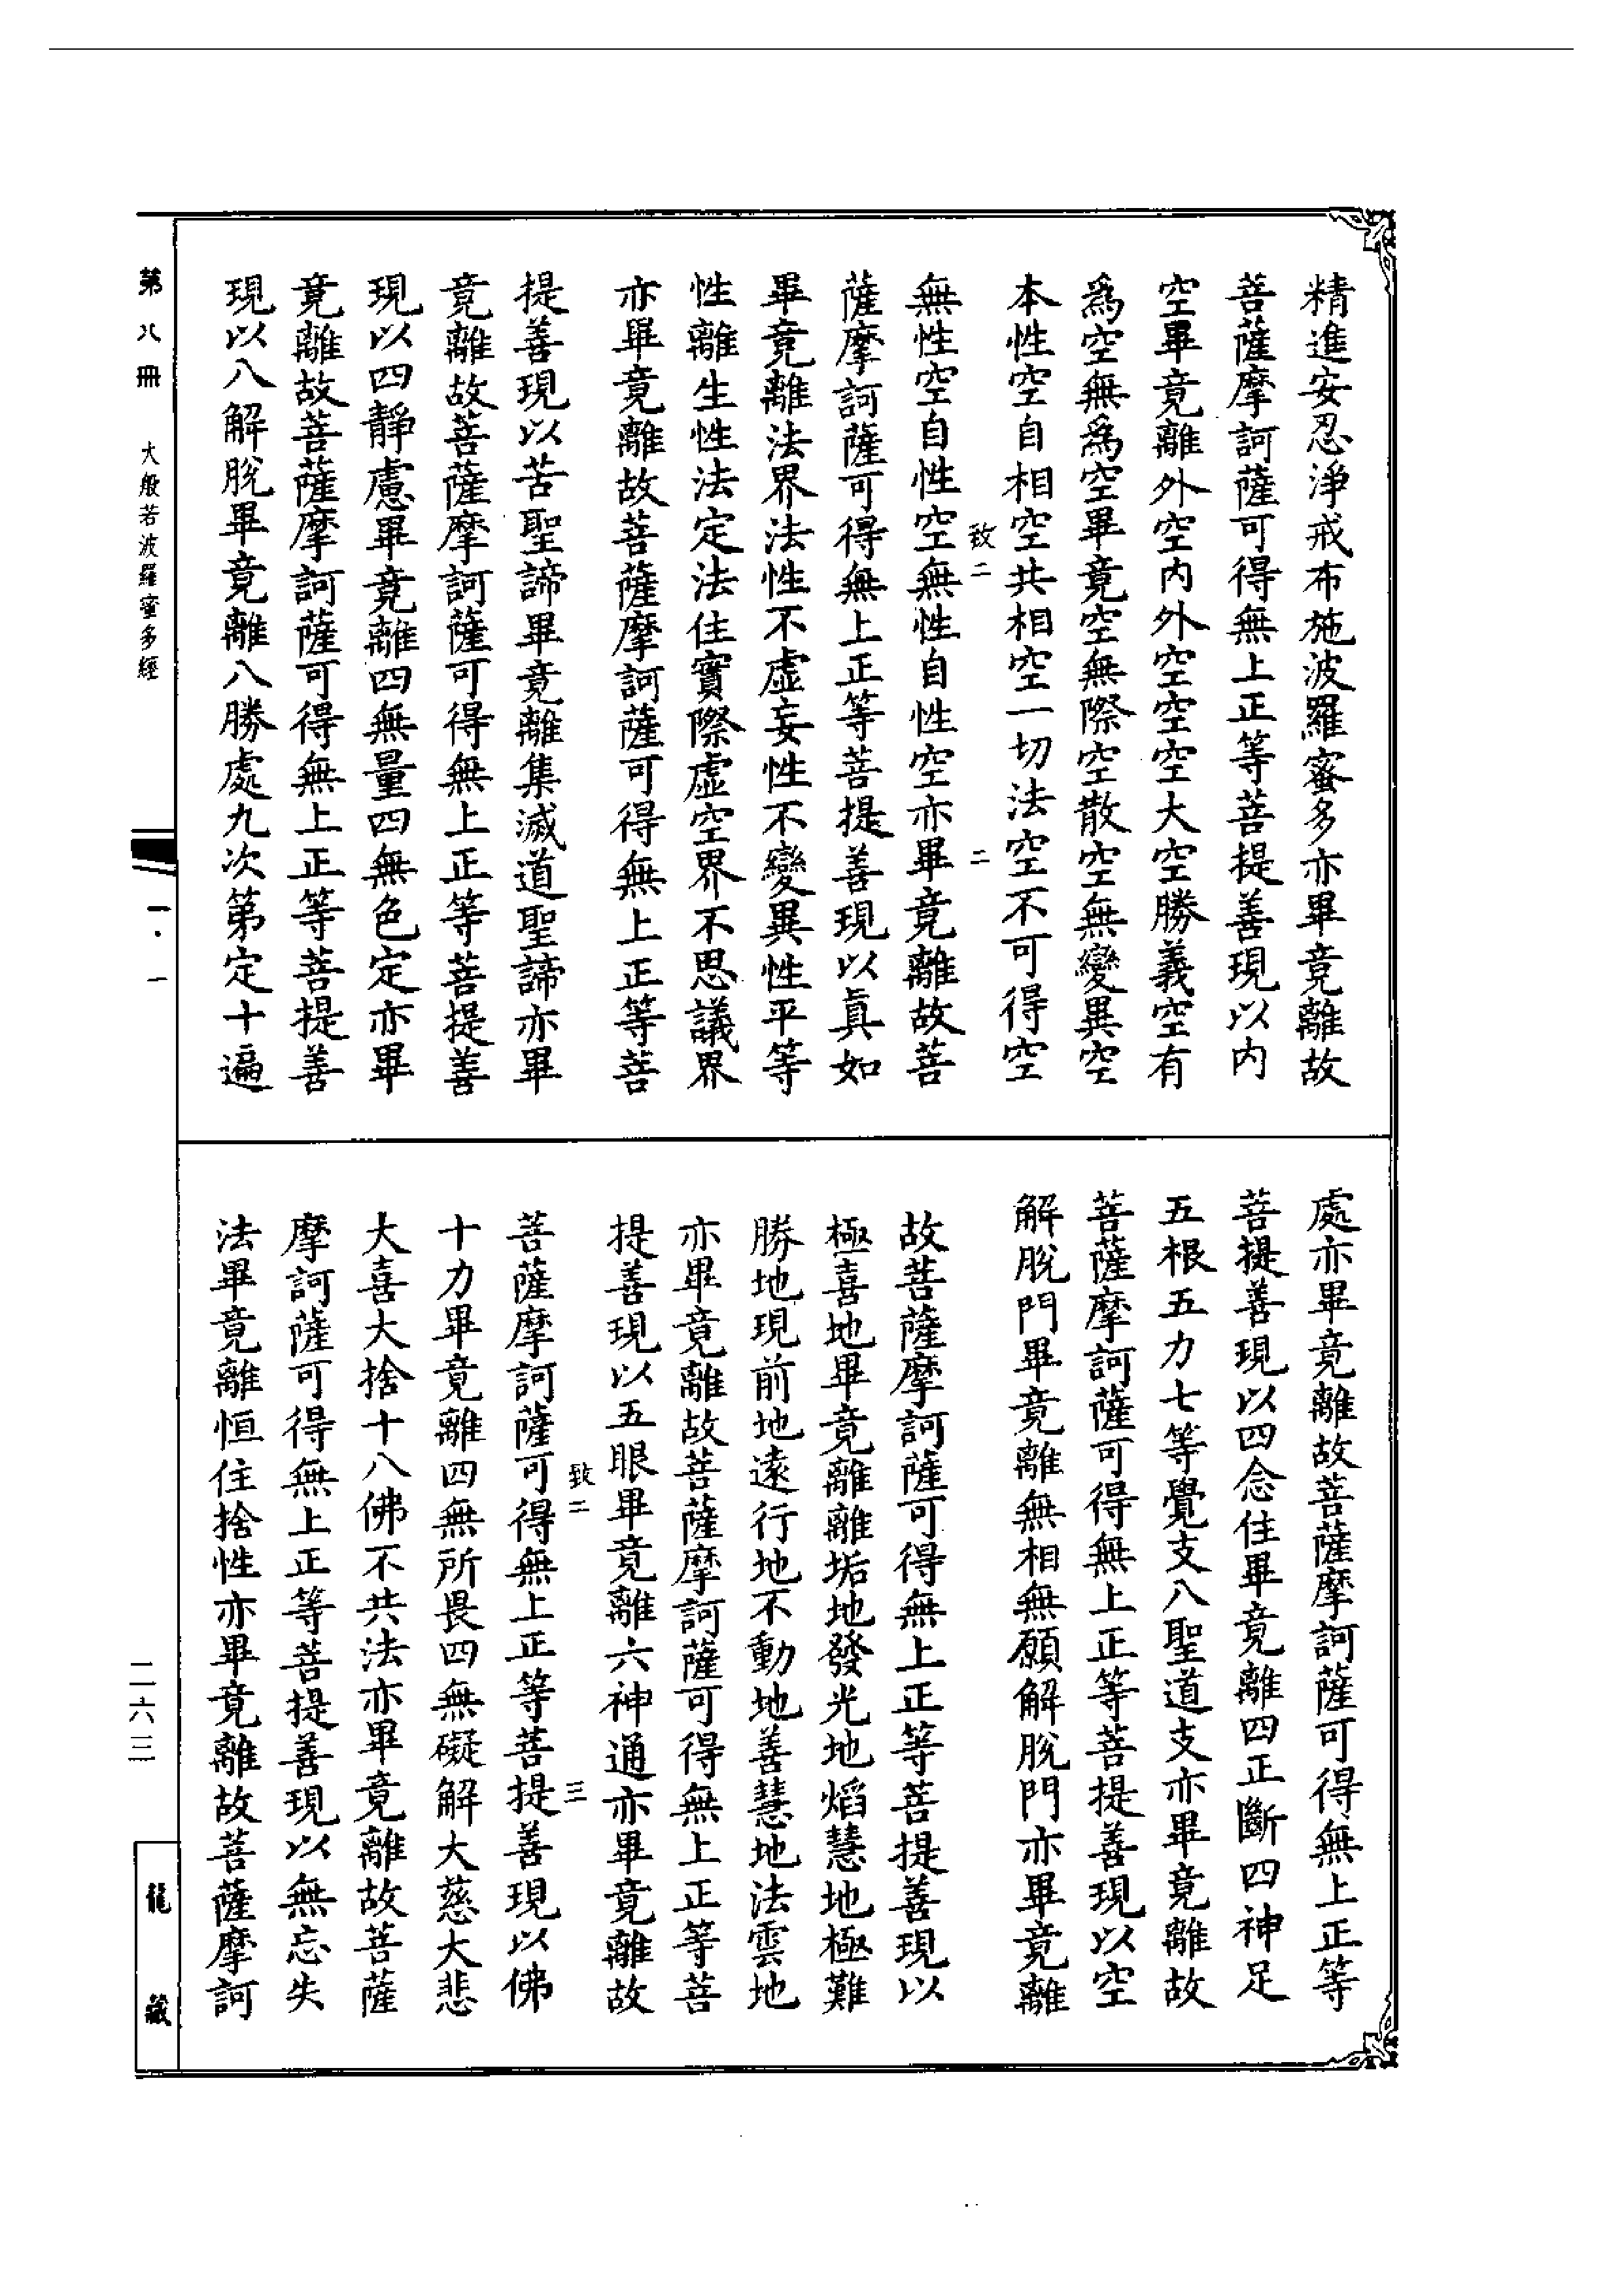 精進安忍淨戒布施波羅蜜多亦畢竟離故
菩薩摩訶薩可得無上正等菩提善現以內
空畢竟離外空內外空空空大空勝義空有
為空無為空畢竟空無際空散空無變異空
本性空自相空共相空一切法空不可得空
致二 二
無性空自性空無性自性空亦畢竟離故菩
薩摩訶薩可得無上正等菩提善現以真如
畢竟離法界法性不虛妄性不變異性平等
性離生性法定法住實際虛空界不思議界
亦畢竟離故菩薩摩訶薩可得無上正等菩
提善現以苦聖諦畢竟離集滅道聖諦亦畢
竟離故菩薩摩訶薩可得無上正等菩提善
現以四靜慮畢竟離四無量四無色定亦畢
竟離故菩薩摩訶薩可得無上正等菩提善
現以八解脫畢竟離八勝處九次第定十遍
處亦畢竟離故菩薩摩訶薩可得無上正等
菩提善現以四念住畢竟離四正斷四神足
五根五力七等覺支八聖道支亦畢竟離故
菩薩摩訶薩可得無上正等菩提善現以空
解脫門畢竟離無相無願解脫門亦畢竟離
故菩薩摩訶薩可得無上正等菩提善現以
極喜地畢竟離離垢地發光地焰慧地極難
勝地現前地遠行地不動地善慧地法雲地
亦畢竟離故菩薩摩訶薩可得無上正等菩
提善現以五眼畢竟離六神通亦畢竟離故
致二 三
菩薩摩訶薩可得無上正等菩提善現以佛
十力畢竟離四無所畏四無礙解大慈大悲
大喜大捨十八佛不共法亦畢竟離故菩薩
摩訶薩可得無上正等菩提善現以無忘失
法畢竟離恒住捨性亦畢竟離故菩薩摩訶
第八冊 大般若波羅蜜多經 一·一 二六三 龍藏